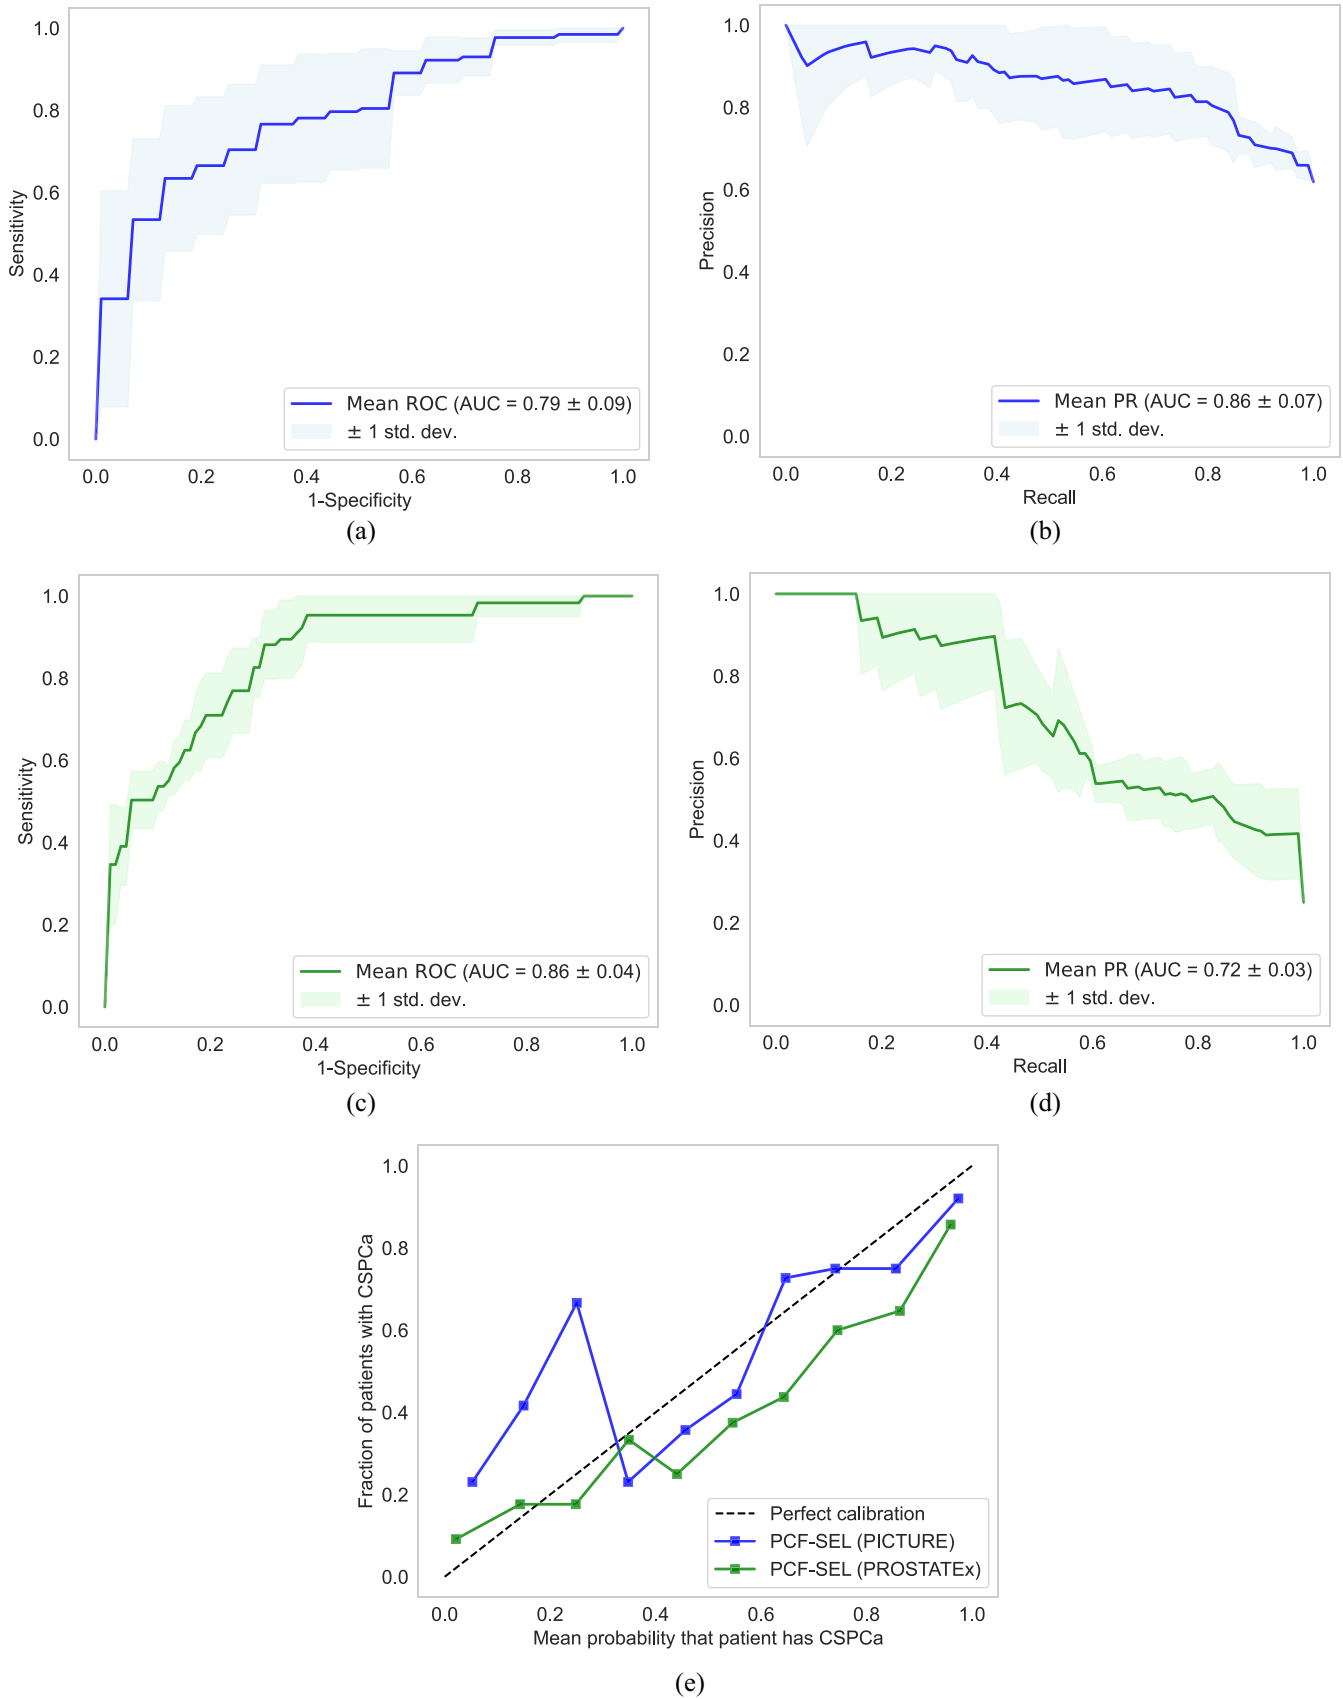 1.0
0.8
0.6
0.4
0.2
0.0
Sensitivity
Mean ROC (AUC = 0.79 ± 0.09)
± 1 std. dev.
0.0 0.2 0.4 0.6 0.8 1.0
1-Specificity
(a)
1.0
0.8
0.6
0.4
0.2
0.0
Precision
Mean PR (AUC = 0.86 ± 0.07)
± 1 std. dev.
0.0 0.2 0.4 0.6 0.8 1.0
Recall
(b)
1.0
0.8
0.6
0.4
0.2
0.0
Sensitivity
Mean ROC (AUC = 0.86 ± 0.04)
± 1 std. dev.
0.0 0.2 0.4 0.6 0.8 1.0
1-Specificity
(c)
1.0
0.8
0.6
0.4
0.2
0.0
Precision
Mean PR (AUC = 0.72 ± 0.03)
± 1 std. dev.
0.0 0.2 0.4 0.6 0.8 1.0
Recall
(d)
1.0
0.8
0.6
0.4
0.2
0.0
Fraction of patients with CSPCa
Perfect calibration
PCF-SEL (PICTURE)
PCF-SEL (PROSTATEx)
0.0 0.2 0.4 0.6 0.8 1.0
Mean probability that patient has CSPCa
(e)